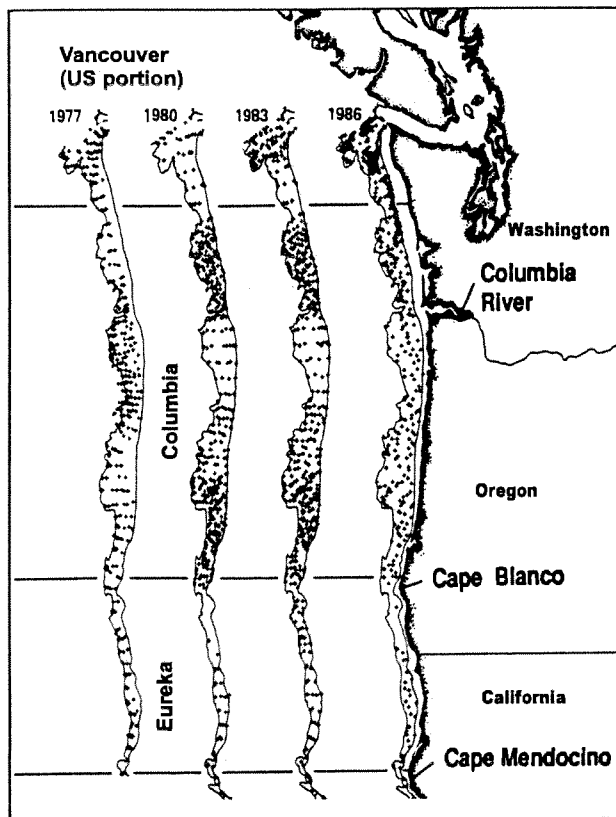 Vancouver
(US portion)
1977
1980
1983
1986
Washington
Columbia
River
Columbia
Oregon
Cape Blanco
Eureka
California
Cape Mendocino